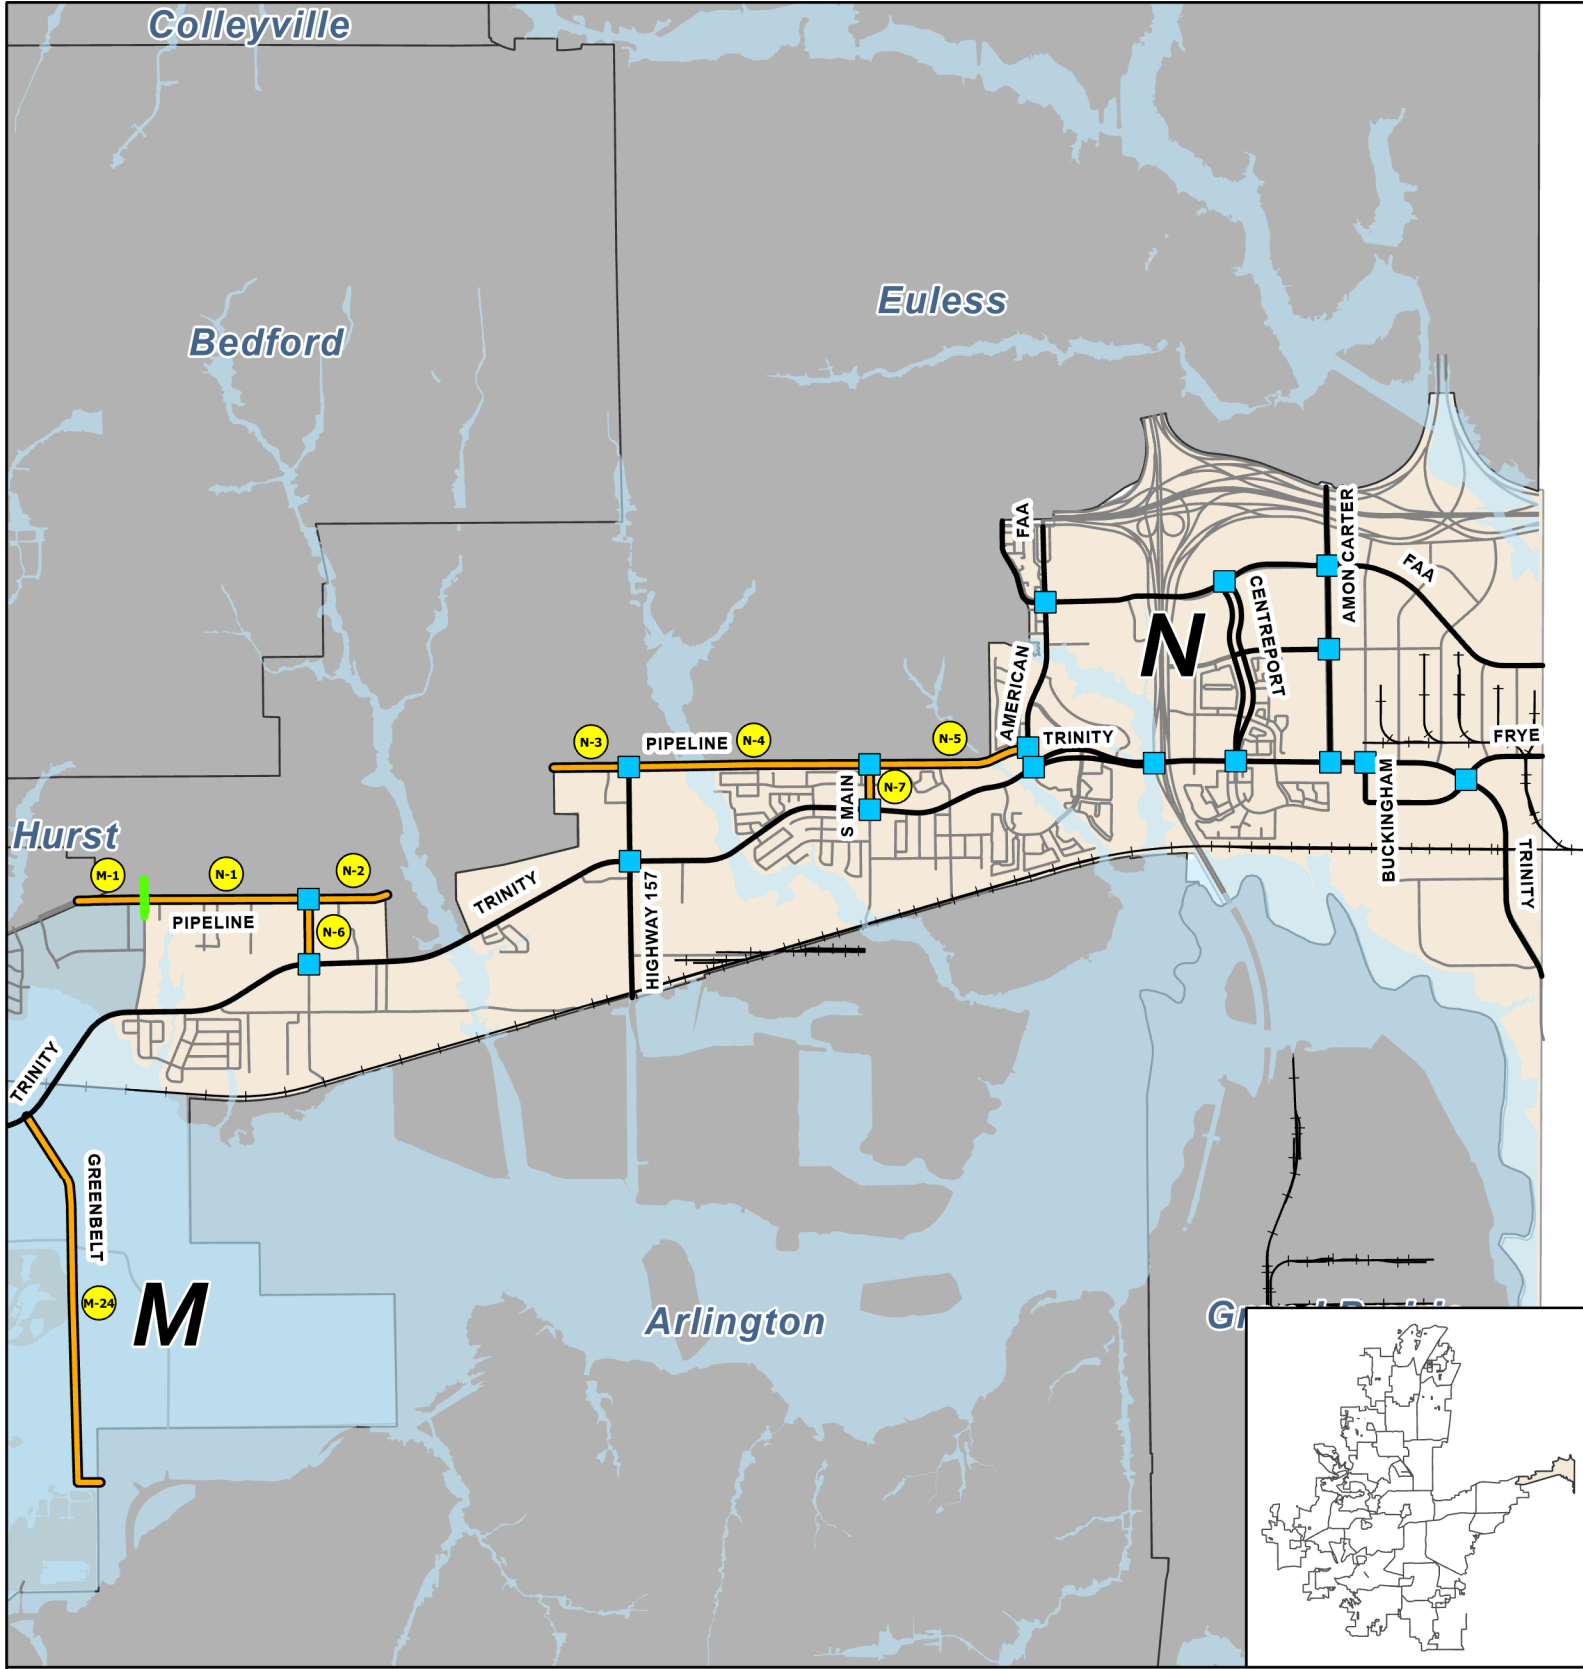 Colleyville
Euless
Bedford
FAA
AMON CARTER
FAA
CENTREPORT
N
AMERICAN
TRINITY
FRYE
N-3
PIPELINE
N-4
N-5
N-7
S MAIN
BUCKINGHAM
TRINITY
Hurst
M-1
N-1
N-2
PIPELINE
N-6
TRINITY
HIGHWAY 157
TRINITY
GREENBELT
M-24
M
Arlington